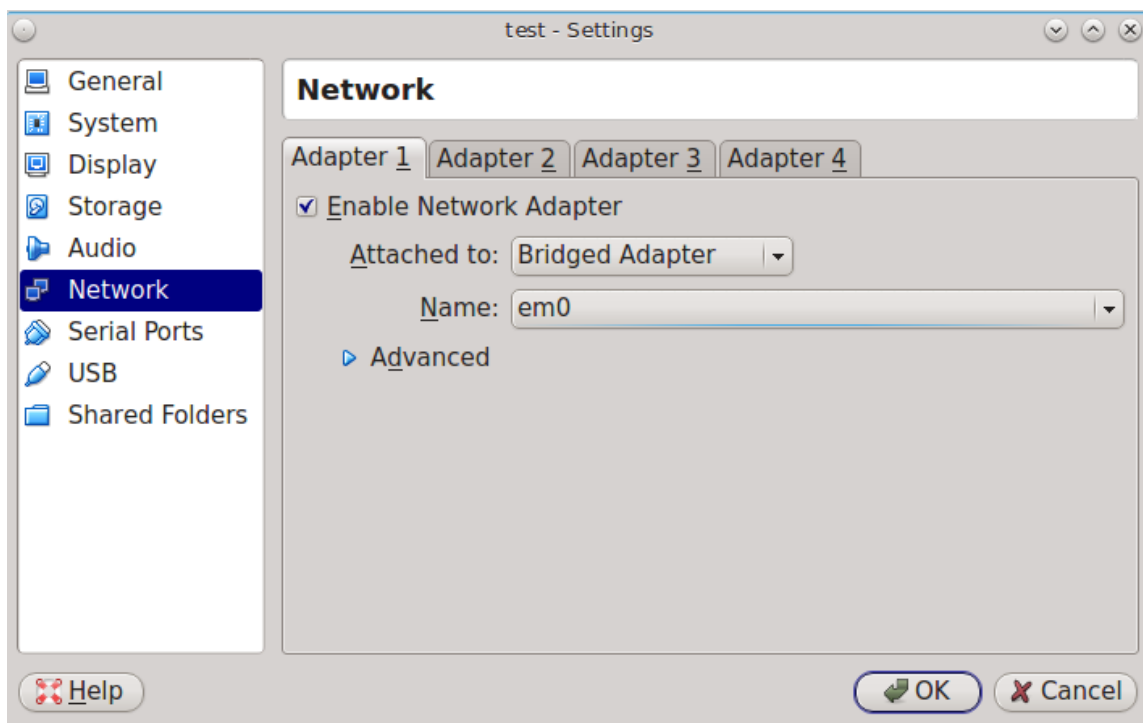 test - Settings
General
System
Display
Storage
Audio
Network
Serial Ports
USB
Shared Folders
Network
Adapter 1 Adapter 2 Adapter 3 Adapter 4
Enable Network Adapter
Attached to: Bridged Adapter
Name: em0
Advanced
Help OK Cancel